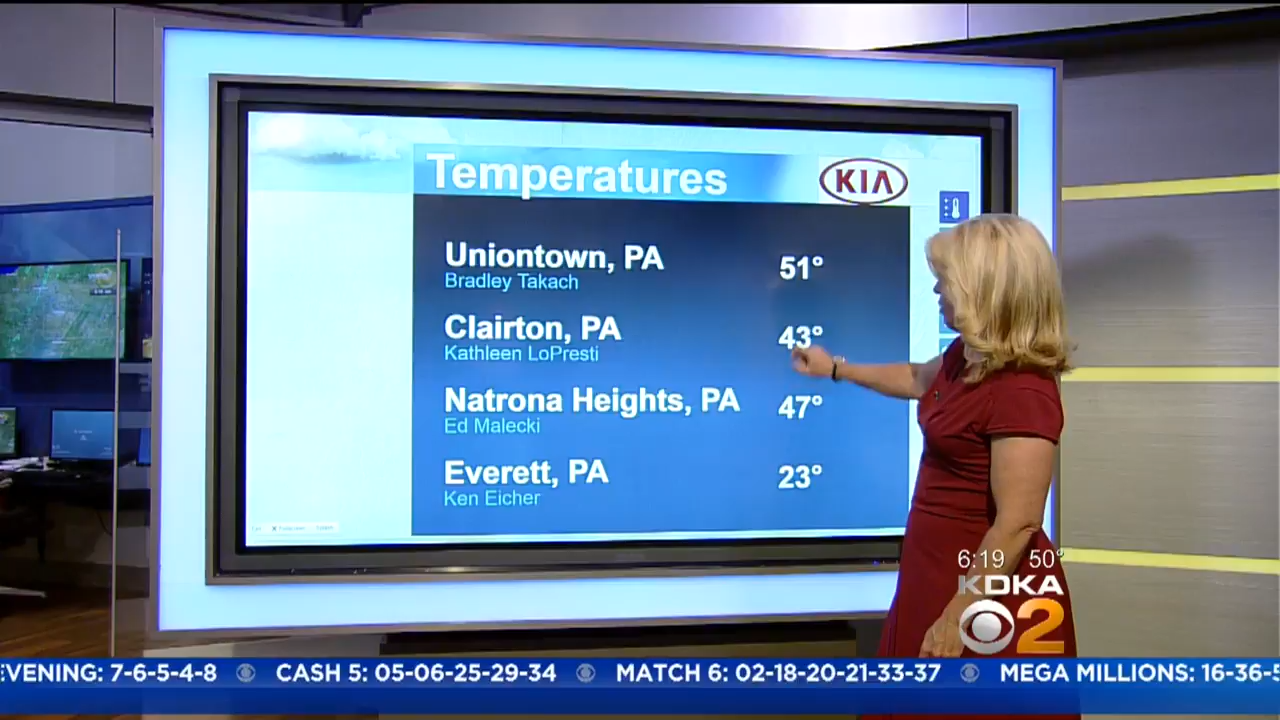 Temperatures
KIA
Uniontown, PA
51°
Bradley Takach
Clairton, PA
43°
Kathleen LoPresti
Natrona Heights, PA
47°
Ed Malecki
Everett, PA
23°
Ken Eicher
6:19 50°
KDKA
2
EVENING: 7-6-5-4-8 CASH 5: 05-06-25-29-34 MATCH 6: 02-18-20-21-33-37 MEGA MILLIONS: 16-36-5